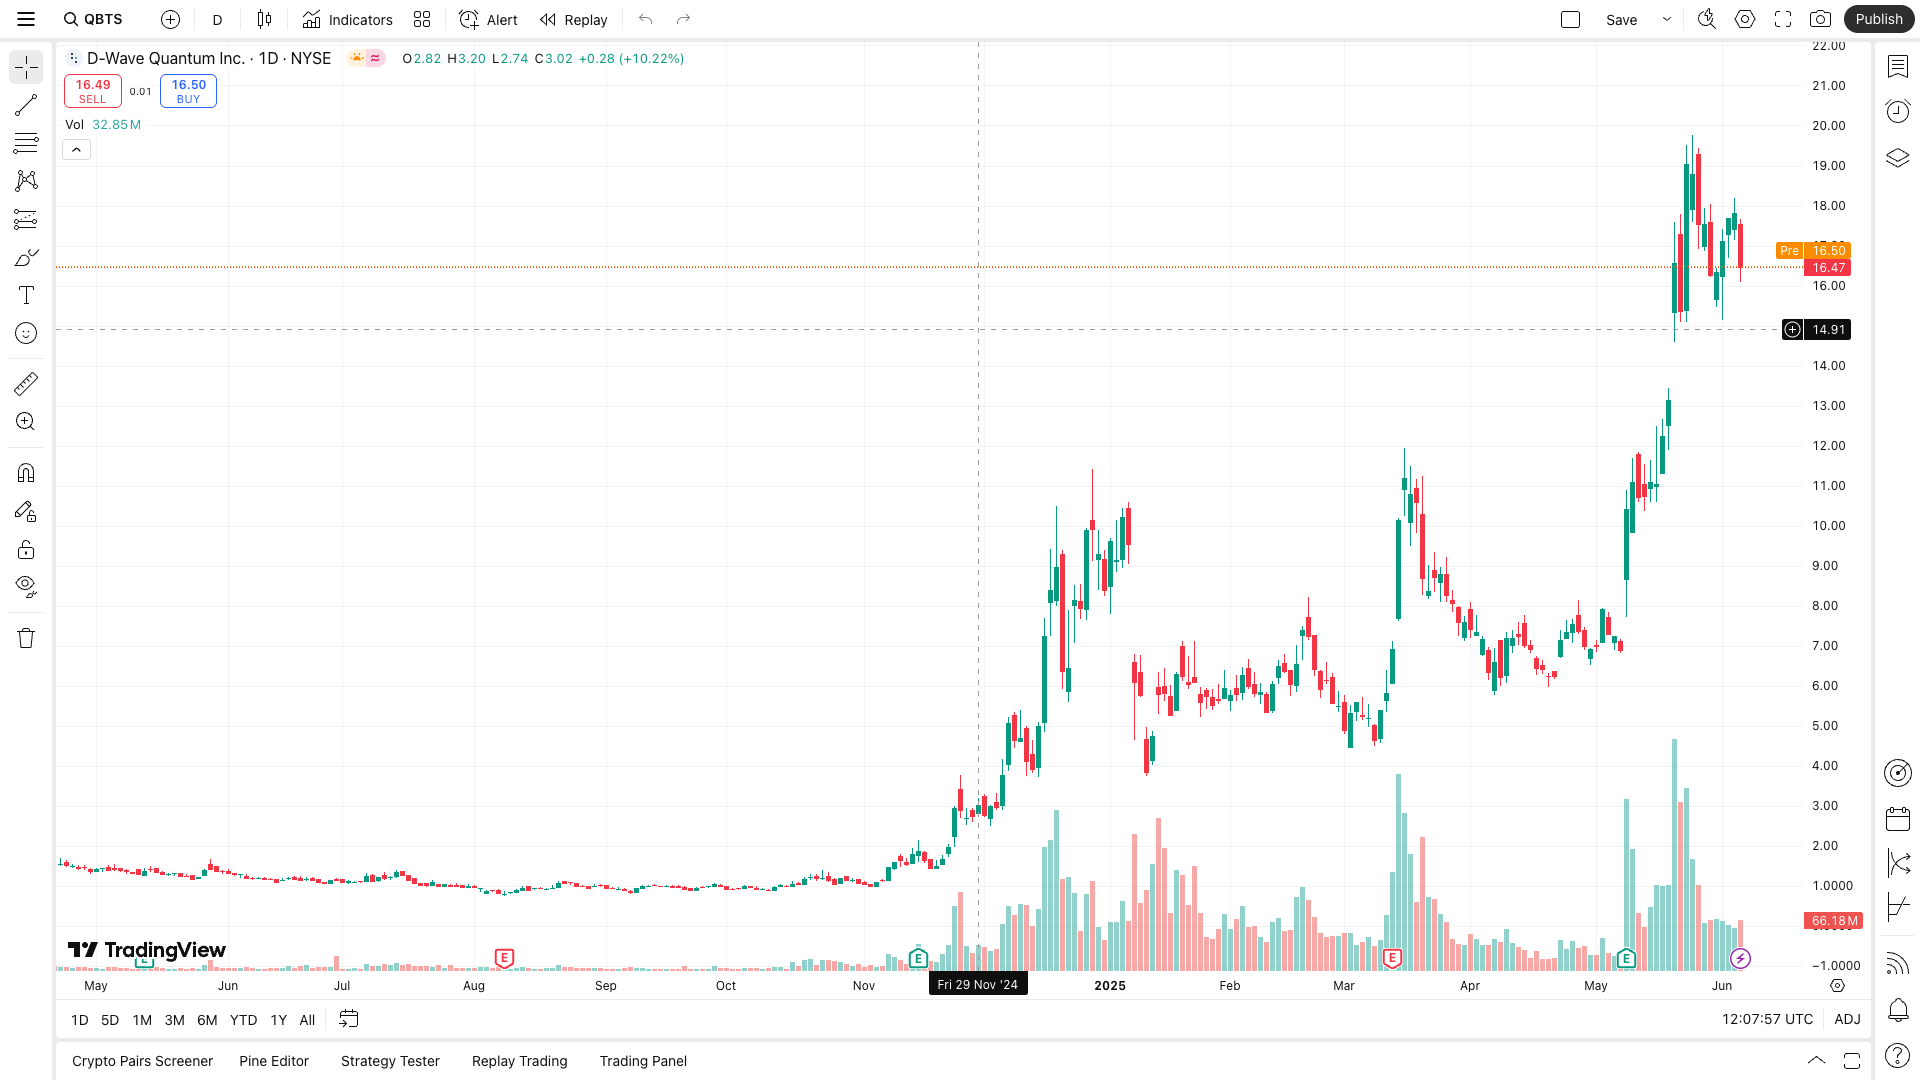 QBTS
D
Indicators
Alert
Replay
Save
Publish
D-Wave Quantum Inc. · 1D · NYSE
O2.82 H3.20 L2.74 C3.02 +0.28 (+10.22%)
16.49
SELL
0.01
16.50
BUY
Vol 32.85M
22.00
21.00
20.00
19.00
18.00
Pre 16.50
16.47
16.00
14.91
14.00
13.00
12.00
11.00
10.00
9.00
8.00
7.00
6.00
5.00
4.00
3.00
2.00
1.0000
66.18M
−1.0000
TradingView
E
E
E
E
E
May
Jun
Jul
Aug
Sep
Oct
Nov
Fri 29 Nov '24
2025
Feb
Mar
Apr
May
Jun
1D
5D
1M
3M
6M
YTD
1Y
All
12:07:57 UTC
ADJ
Crypto Pairs Screener
Pine Editor
Strategy Tester
Replay Trading
Trading Panel